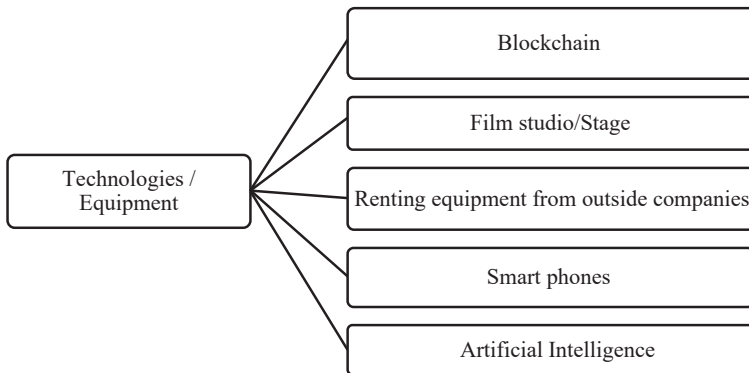 Blockchain
Film studio/Stage
Technologies /
Equipment
Renting equipment from outside companies
Smart phones
Artificial Intelligence